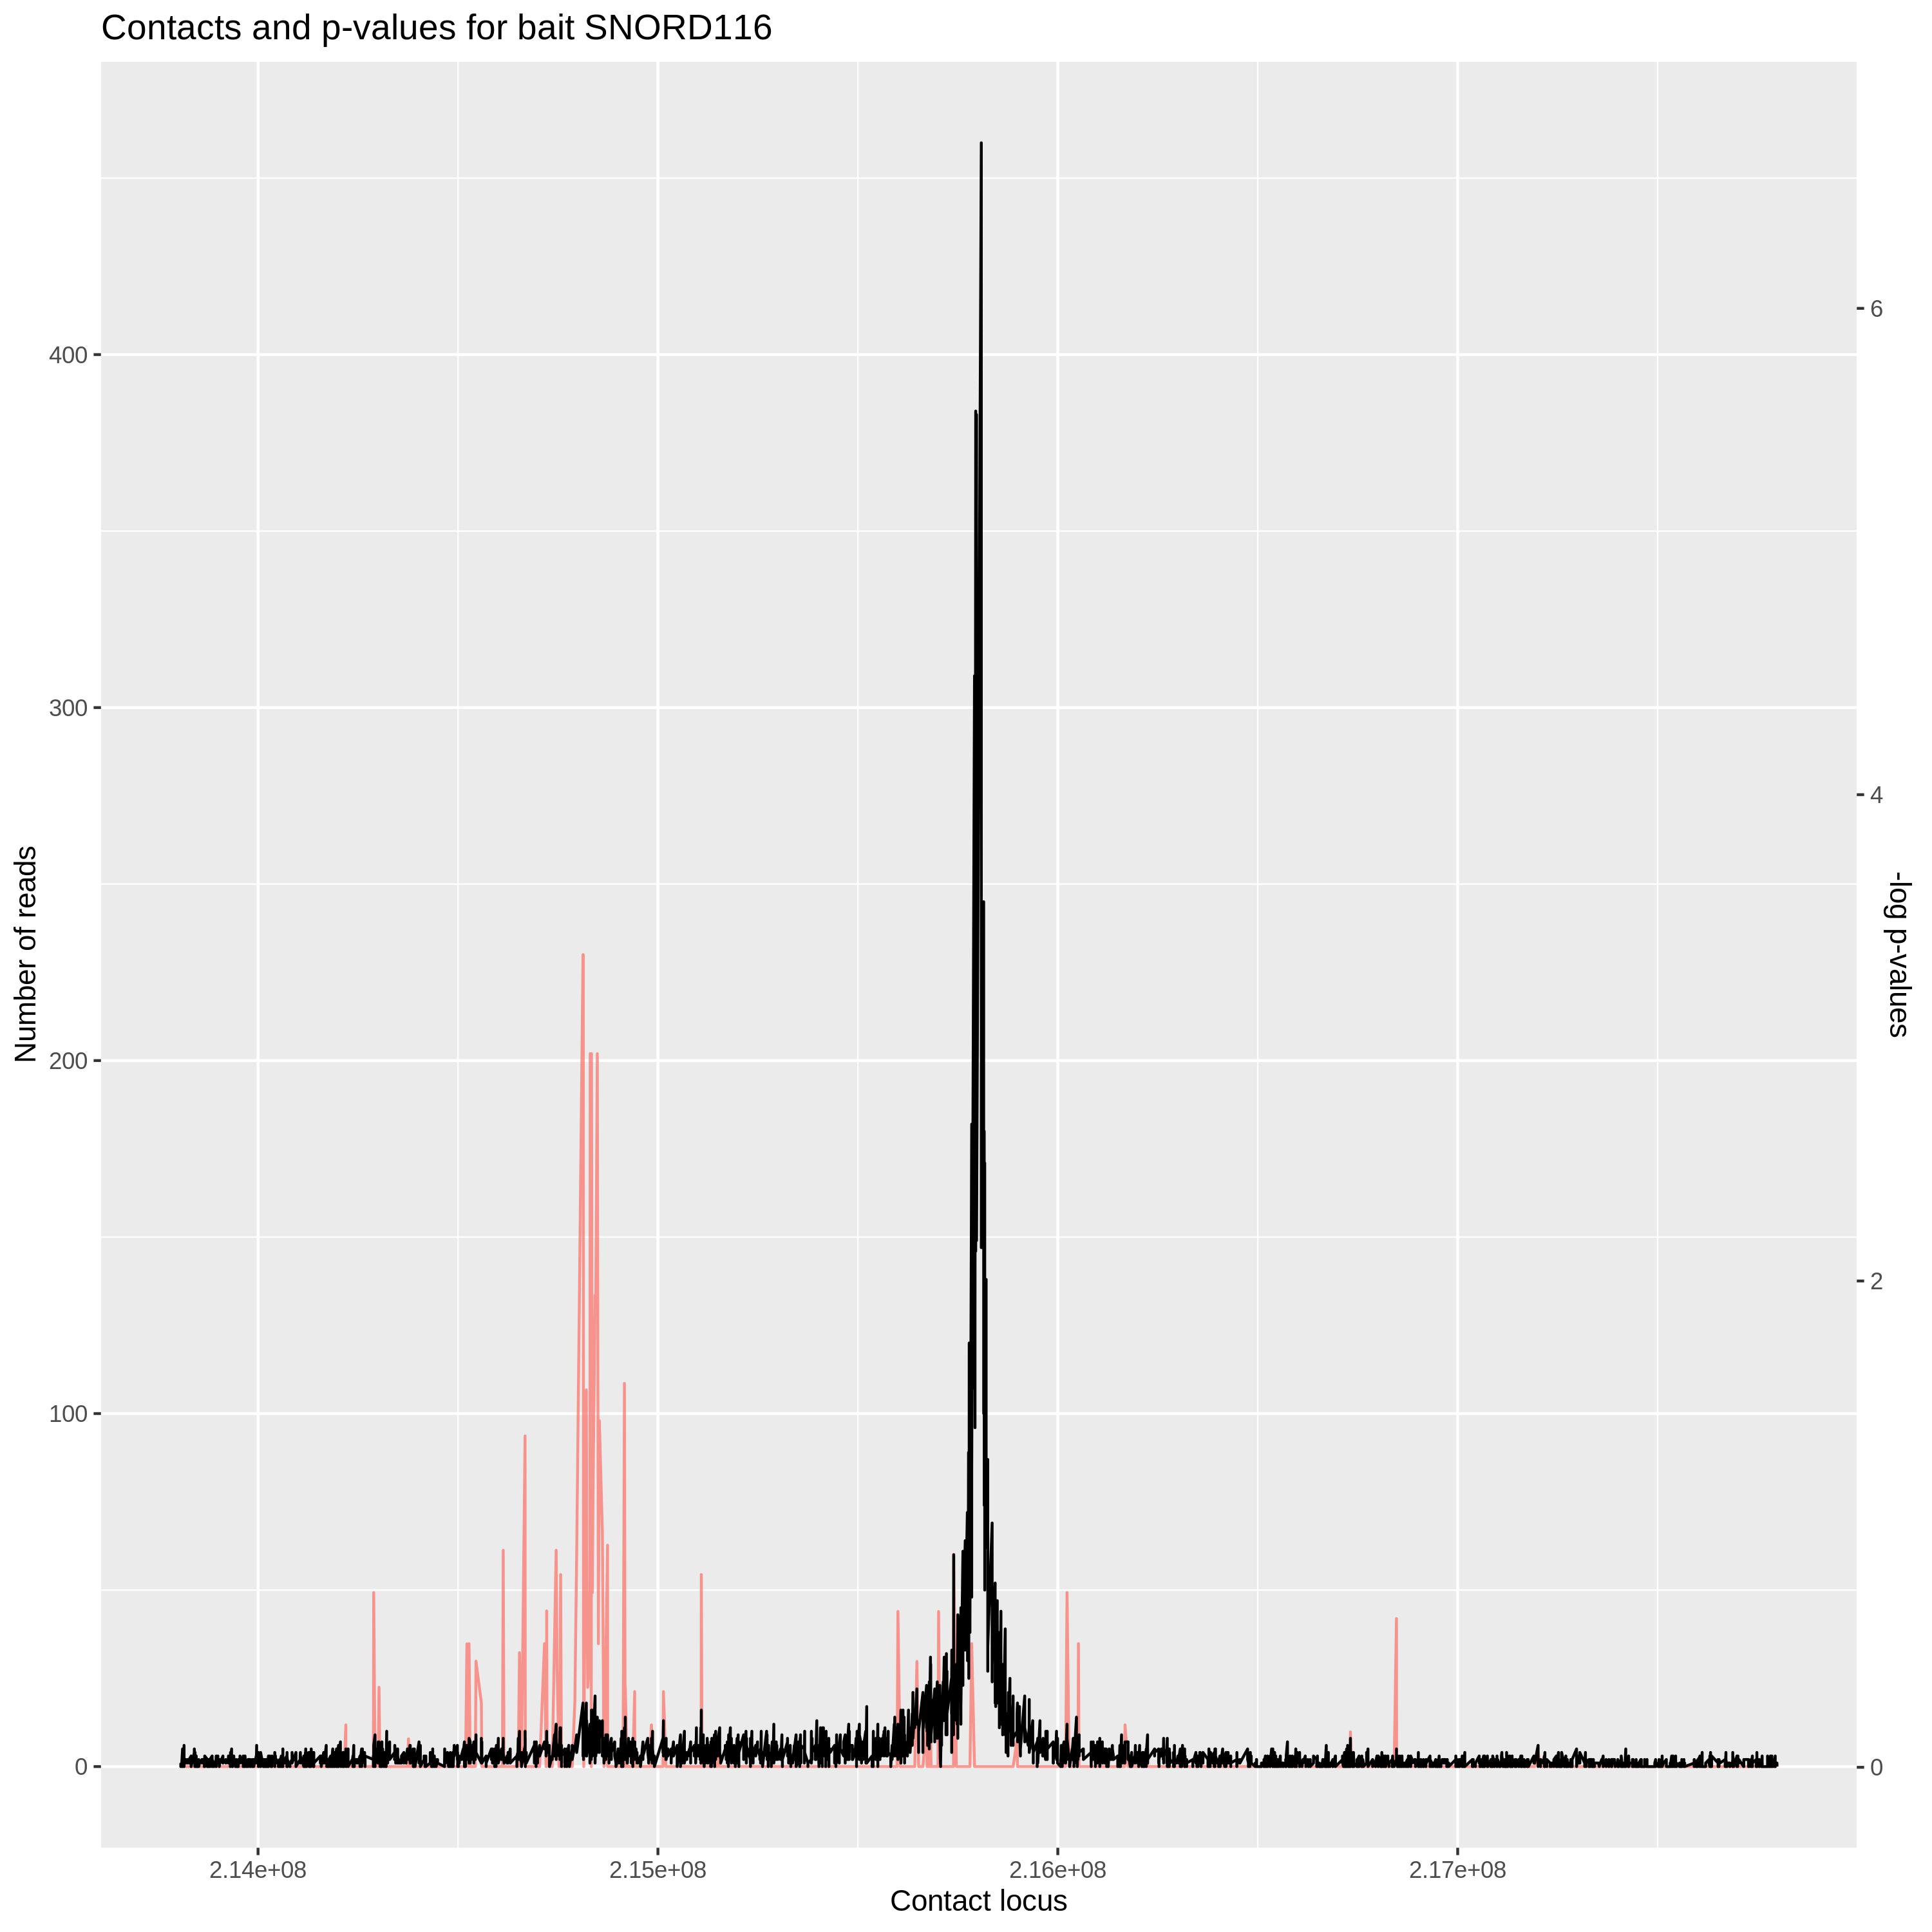 Contacts and p-values for bait SNORD116
400
300
200
100
0
Number of reads
6
4
2
0
-log p-values
2.14e+08
2.15e+08
2.16e+08
2.17e+08
Contact locus